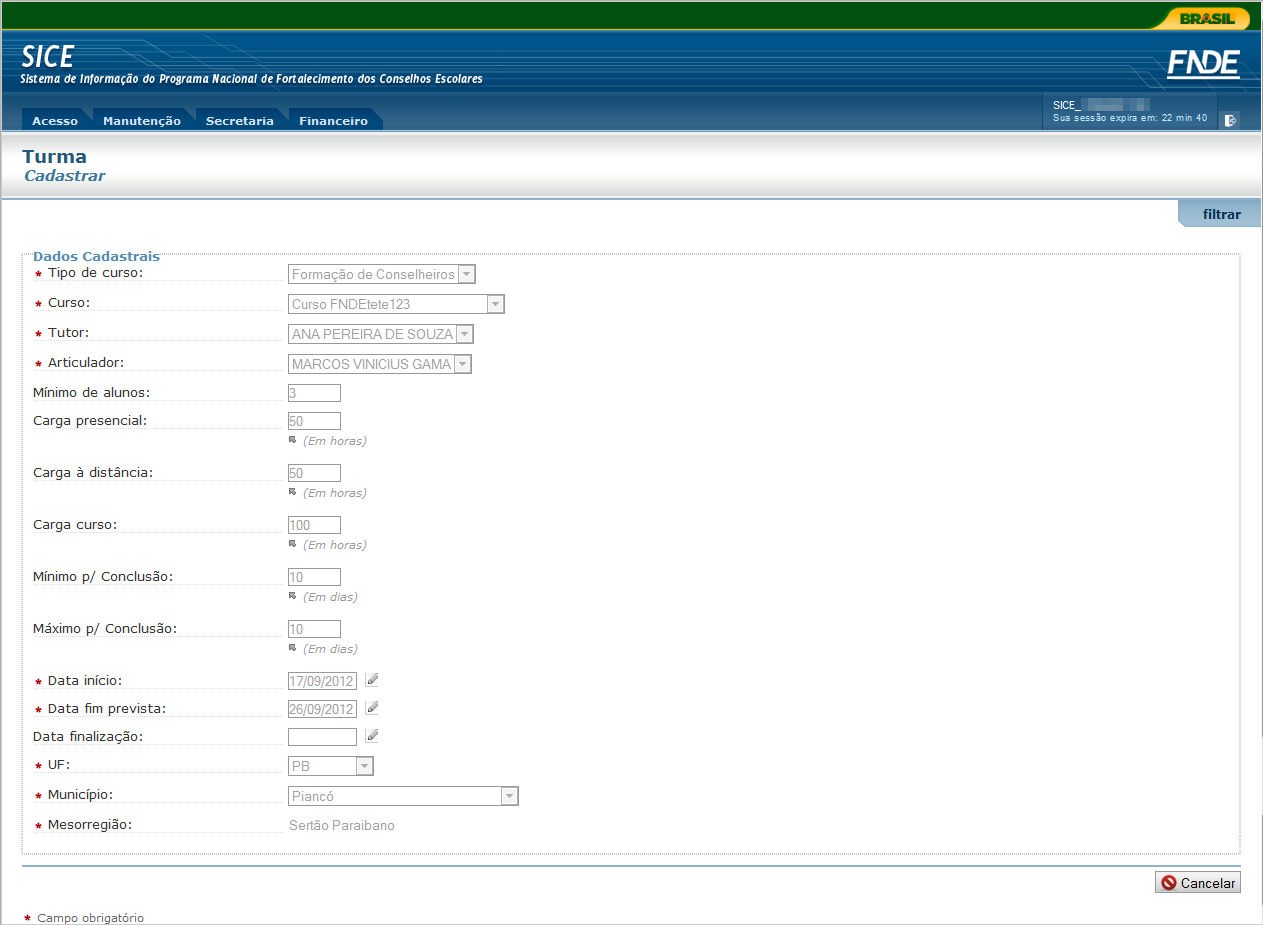 BRASIL
SICE
Sistema de Informação do Programa Nacional de Fortalecimento dos Conselhos Escolares
FNDE
Acesso Manutenção Secretaria Financeiro
SICE_
Sua sessão expira em: 22 min 40
Turma
Cadastrar
filtrar
Dados Cadastrais
* Tipo de curso: Formação de Conselheiros
* Curso: Curso FNDEtete123
* Tutor: ANA PEREIRA DE SOUZA
* Articulador: MARCOS VINICIUS GAMA
Mínimo de alunos: 3
Carga presencial: 50
(Em horas)
Carga à distância: 50
(Em horas)
Carga curso: 100
(Em horas)
Mínimo p/ Conclusão: 10
(Em dias)
Máximo p/ Conclusão: 10
(Em dias)
* Data início: 17/09/2012
* Data fim prevista: 26/09/2012
Data finalização:
* UF: PB
* Município: Piancó
* Mesorregião: Sertão Paraibano
Cancelar
* Campo obrigatório